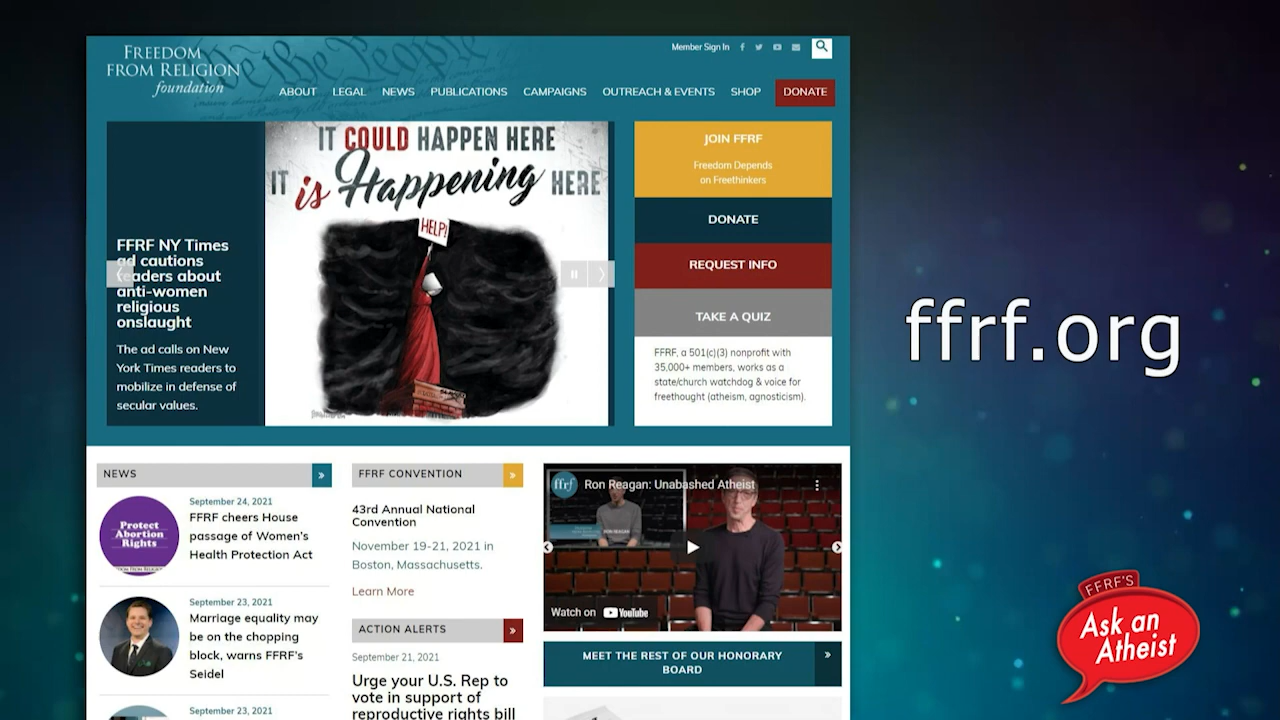 FREEDOM
FROM RELIGION
foundation
Member Sign In
ABOUT LEGAL NEWS PUBLICATIONS CAMPAIGNS OUTREACH & EVENTS SHOP DONATE
We the People
FFRF NY Times
ad cautions
readers about
anti-women
religious
onslaught
The ad calls on New
York Times readers to
mobilize in defense of
secular values.
IT COULD HAPPEN HERE
IT is Happening HERE
HELP!
JOIN FFRF
Freedom Depends
on Freethinkers
DONATE
REQUEST INFO
TAKE A QUIZ
FFRF, a 501(c)(3) nonprofit with
35,000+ members, works as a
state/church watchdog & voice for
freethought (atheism, agnosticism).
ffrf.org
NEWS
September 24, 2021
FFRF cheers House
passage of Women's
Health Protection Act
Protect
Abortion
Rights
September 23, 2021
Marriage equality may
be on the chopping
block, warns FFRF's
Seidel
September 23, 2021
FFRF CONVENTION
43rd Annual National
Convention
November 19-21, 2021 in
Boston, Massachusetts.
Learn More
ACTION ALERTS
September 21, 2021
Urge your U.S. Rep to
vote in support of
reproductive rights bill
ffrf
Ron Reagan: Unabashed Atheist
RON REAGAN
Watch on YouTube
MEET THE REST OF OUR HONORARY
BOARD
FFRF'S
Ask an
Atheist